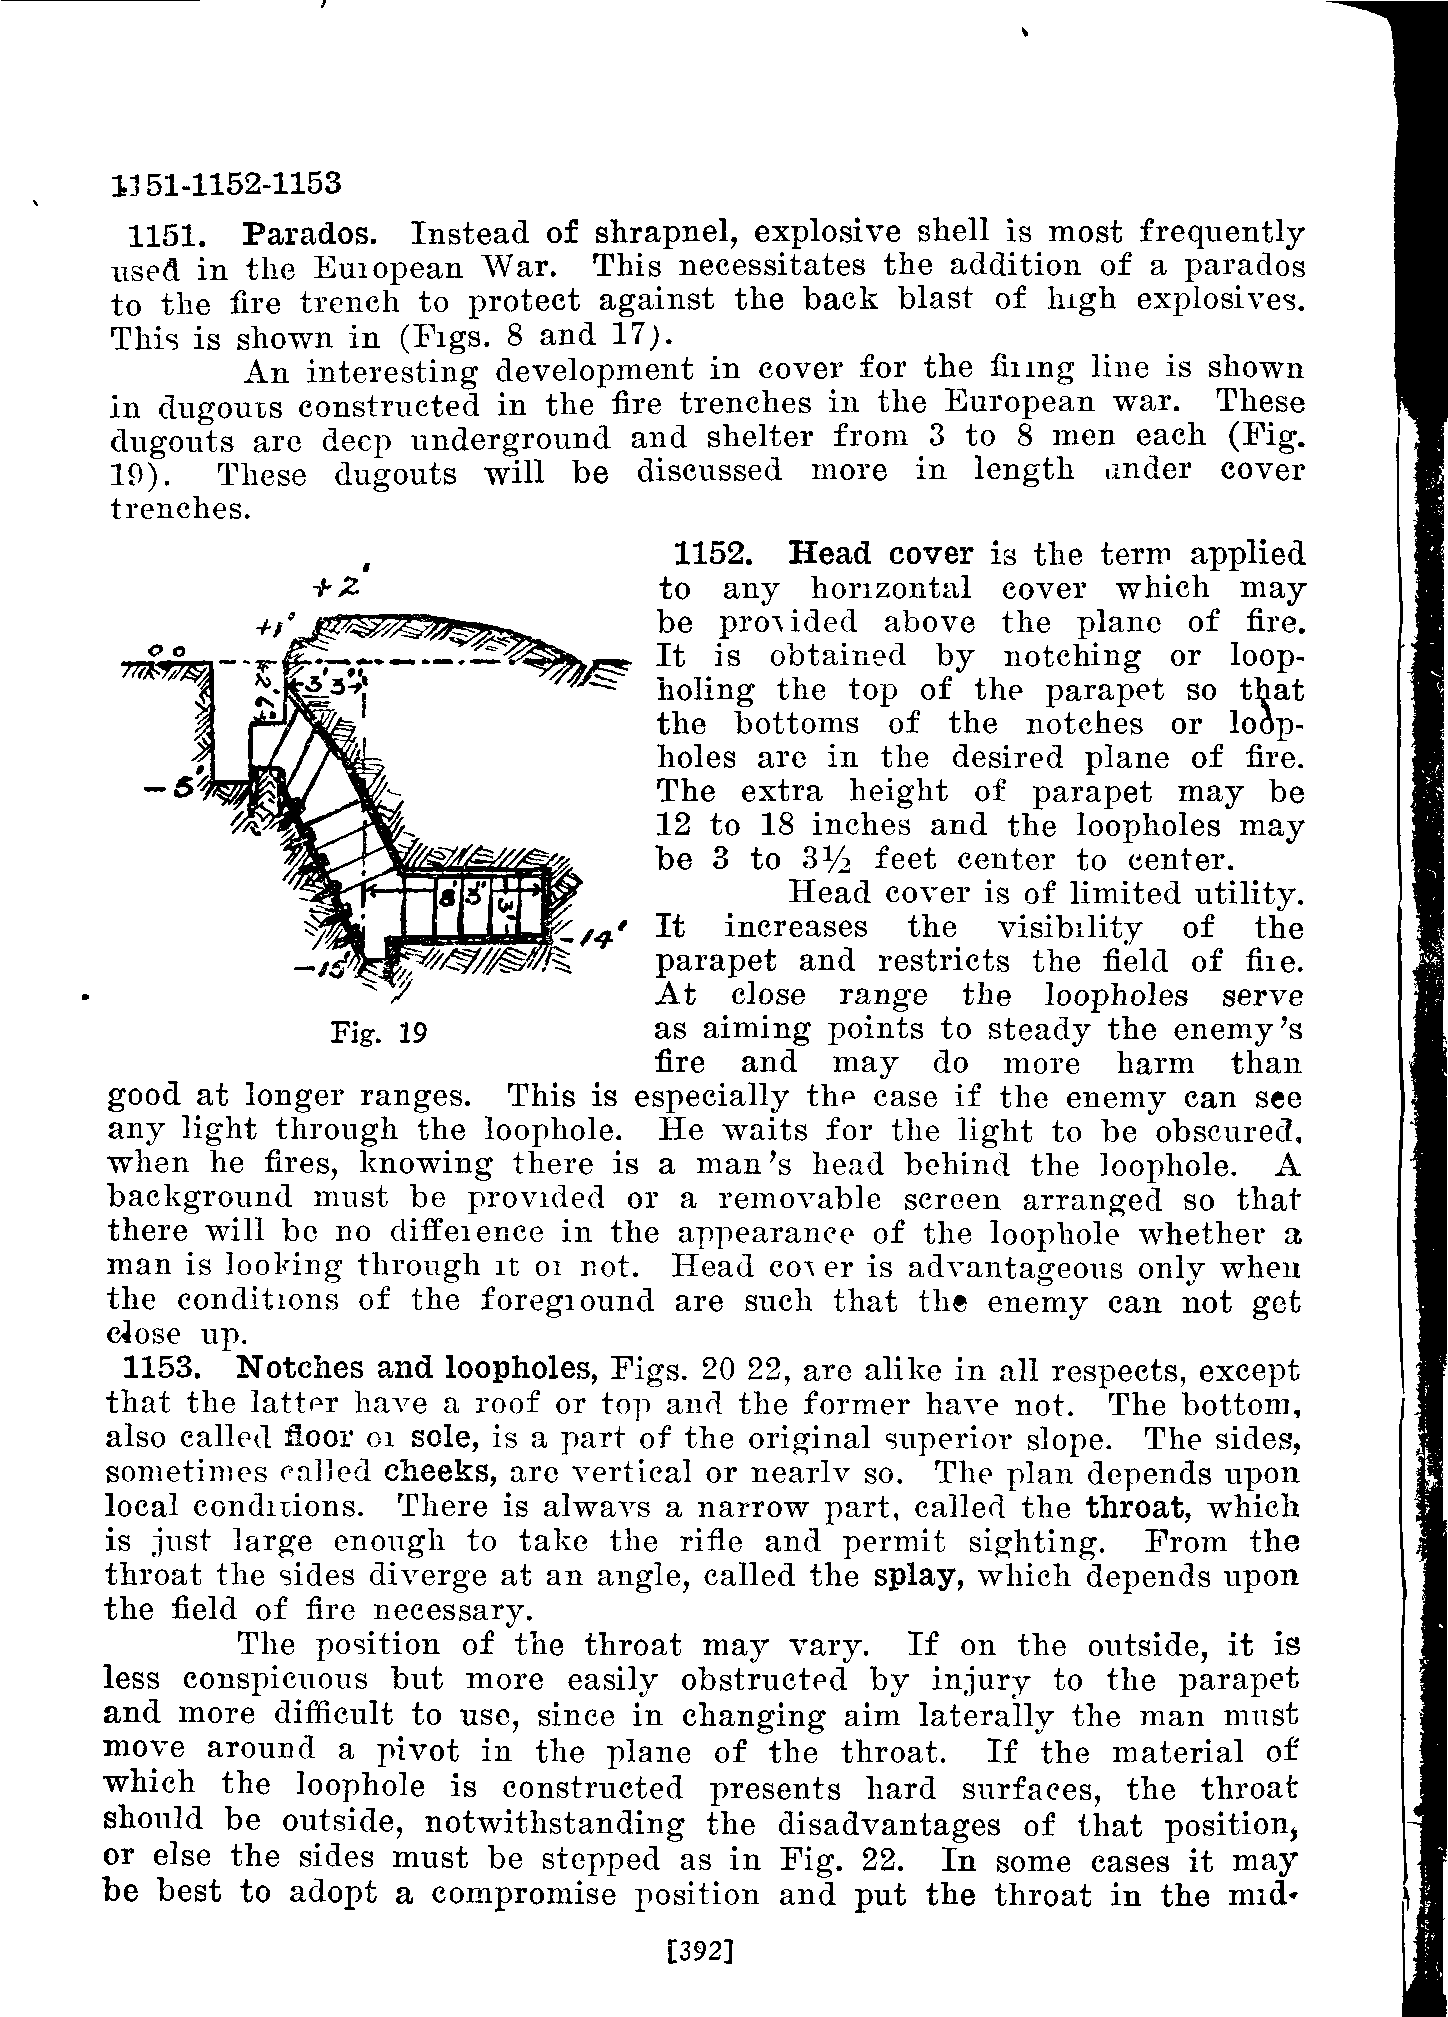 1151-1152-1153
1151. Parados. Instead of shrapnel, explosive shell is most frequently
used in the European War. This necessitates the addition of a parados
to the fire trench to protect against the back blast of high explosives.
This is shown in (Figs. 8 and 17).
An interesting development in cover for the firing line is shown
in dugouts constructed in the fire trenches in the European war. These
dugouts are deep underground and shelter from 3 to 8 men each (Fig.
19). These dugouts will be discussed more in length under cover
trenches.
+2'
+1'
00
3'3"
-5'
8'
-14'
-15'
Fig. 19
1152. Head cover is the term applied
to any horizontal cover which may
be provided above the plane of fire.
It is obtained by notching or loop-
holing the top of the parapet so that
the bottoms of the notches or loop-
holes are in the desired plane of fire.
The extra height of parapet may be
12 to 18 inches and the loopholes may
be 3 to 3½ feet center to center.
Head cover is of limited utility.
It increases the visibility of the
parapet and restricts the field of fire.
At close range the loopholes serve
as aiming points to steady the enemy's
fire and may do more harm than
good at longer ranges. This is especially the case if the enemy can see
any light through the loophole. He waits for the light to be obscured,
when he fires, knowing there is a man's head behind the loophole. A
background must be provided or a removable screen arranged so that
there will be no difference in the appearance of the loophole whether a
man is looking through it or not. Head cover is advantageous only when
the conditions of the foreground are such that the enemy can not get
close up.
1153. Notches and loopholes, Figs. 20 22, are alike in all respects, except
that the latter have a roof or top and the former have not. The bottom,
also called floor or sole, is a part of the original superior slope. The sides,
sometimes called cheeks, are vertical or nearly so. The plan depends upon
local conditions. There is always a narrow part, called the throat, which
is just large enough to take the rifle and permit sighting. From the
throat the sides diverge at an angle, called the splay, which depends upon
the field of fire necessary.
The position of the throat may vary. If on the outside, it is
less conspicuous but more easily obstructed by injury to the parapet
and more difficult to use, since in changing aim laterally the man must
move around a pivot in the plane of the throat. If the material of
which the loophole is constructed presents hard surfaces, the throat
should be outside, notwithstanding the disadvantages of that position,
or else the sides must be stepped as in Fig. 22. In some cases it may
be best to adopt a compromise position and put the throat in the mid-
[392]